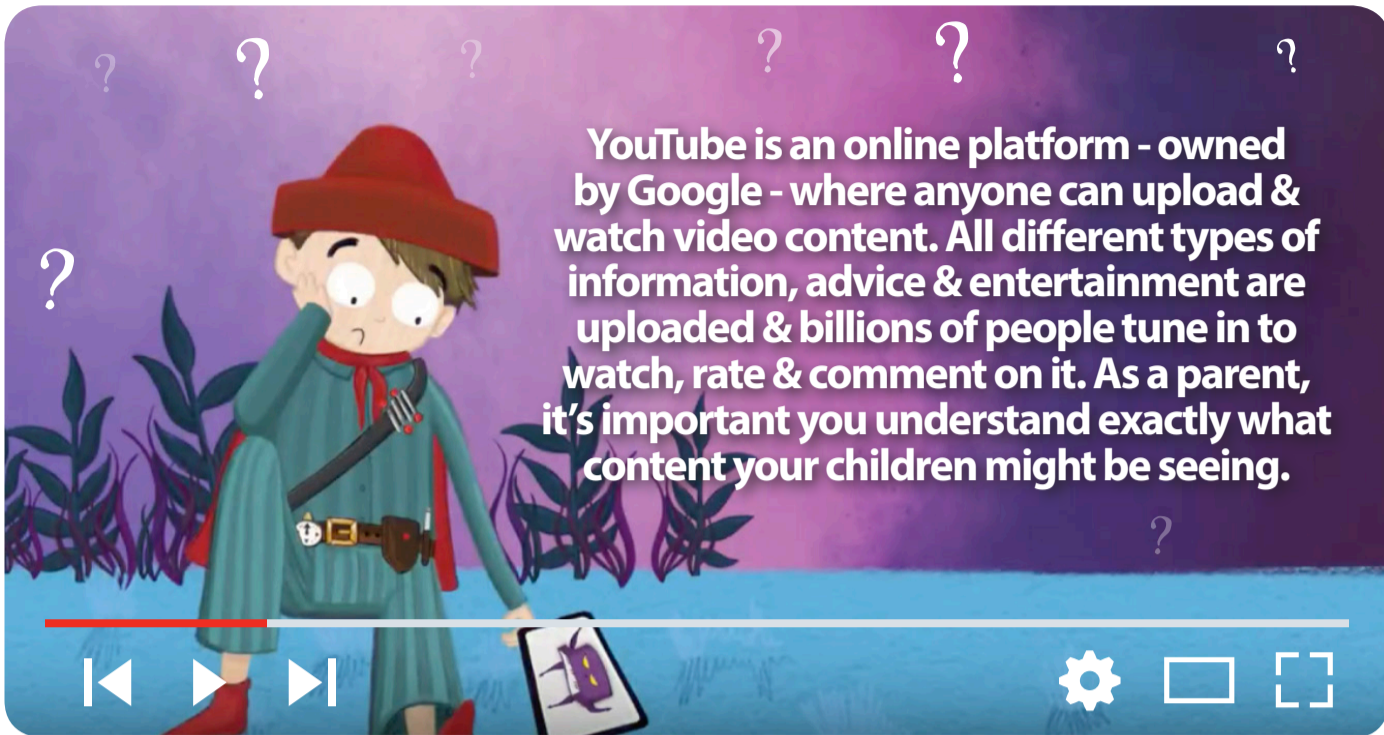 YouTube is an online platform - owned
by Google - where anyone can upload &
watch video content. All different types of
information, advice & entertainment are
uploaded & billions of people tune in to
watch, rate & comment on it. As a parent,
it’s important you understand exactly what
content your children might be seeing.